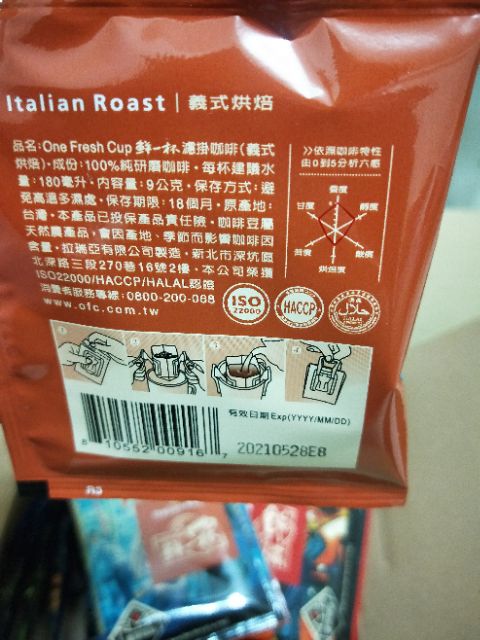 Italian Roast｜義式烘焙
品名:One Fresh Cup 鮮一杯 濾掛咖啡(義式
烘焙)‧成份:100%純研磨咖啡‧每杯建議水
量:180毫升‧內容量:9公克‧保存方式:避
免高溫多濕處‧保存期限:18個月‧原產地:
台灣‧本產品已投保產品責任險‧咖啡豆屬
天然農產品‧會因產地、季節而影響咖啡因
含量‧拉瑞亞有限公司製造‧新北市深坑區
北深路三段270巷16號2樓‧本公司榮獲
ISO22000/HACCP/HALAL認證
消費者服務專線:0800-200-088
www.ofc.com.tw
>>依濕咖啡特性
由0到5分析六感
香度
甘度
醇度
苦度
酸度
烘焙度
ISO
22000
HACCP
HALAL
1
3
有效日期Exp(YYYY/MM/DD)
20210528E8
8 10552 00916 7